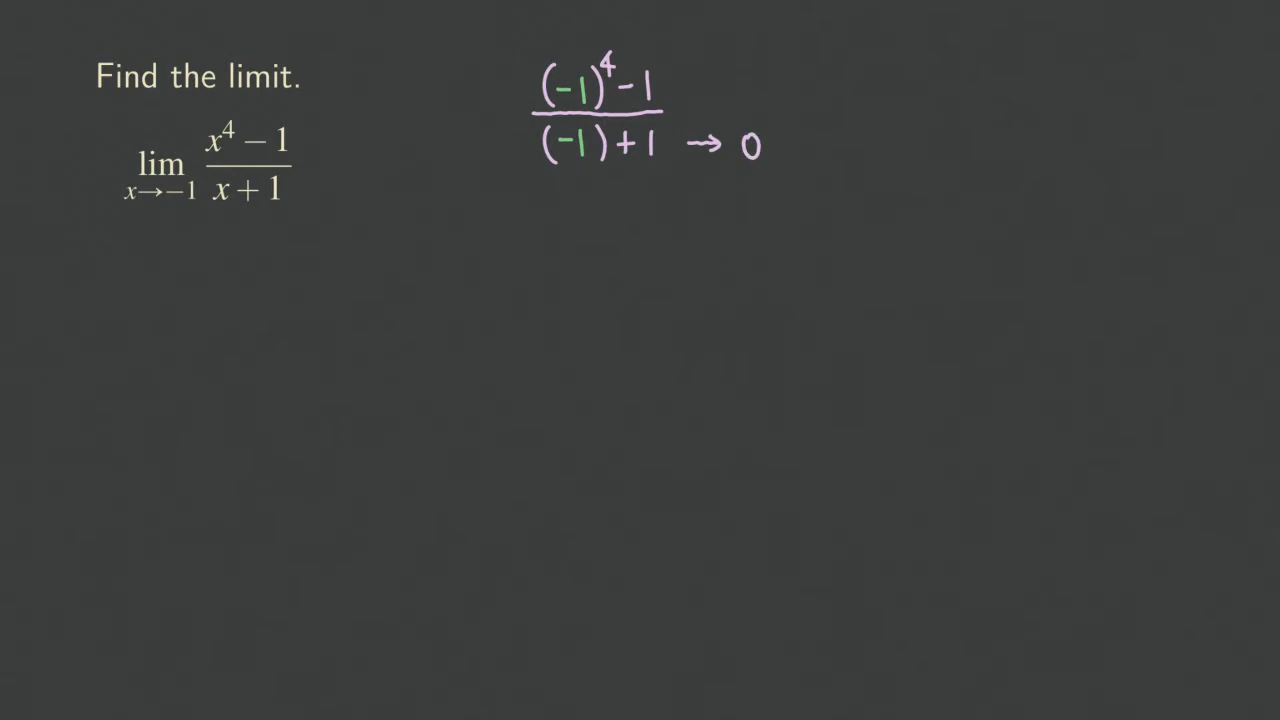 Find the limit.
lim x→−1 x⁴ − 1 / x + 1
(-1)⁴ - 1 / (-1) + 1 → 0